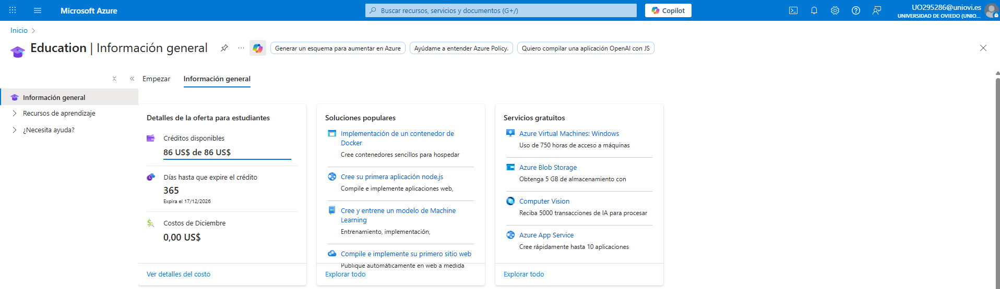 Microsoft Azure
Buscar recursos, servicios y documentos (G+/)
Copilot
UO295286@uniovi.es
UNIVERSIDAD DE OVIEDO (UNIO...
Inicio
Education | Información general
Generar un esquema para aumentar en Azure
Ayúdame a entender Azure Policy.
Quiero compilar una aplicación OpenAI con JS
Empezar
Información general
Información general
Recursos de aprendizaje
¿Necesita ayuda?
Detalles de la oferta para estudiantes
Créditos disponibles
86 US$ de 86 US$
Días hasta que expire el crédito
365
Expira el 17/12/2026
Costos de Diciembre
0,00 US$
Ver detalles del costo
Soluciones populares
Implementación de un contenedor de
Docker
Cree contenedores sencillos para hospedar
Cree su primera aplicación node.js
Compile e implemente aplicaciones web,
Cree y entrene un modelo de Machine
Learning
Entrenamiento, implementación,
Compile e implemente su primero sitio web
Publique automáticamente en web a medida
Explorar todo
Servicios gratuitos
Azure Virtual Machines: Windows
Uso de 750 horas de acceso a máquinas
Azure Blob Storage
Obtenga 5 GB de almacenamiento con
Computer Vision
Reciba 5000 transacciones de IA para procesar
Azure App Service
Cree rápidamente hasta 10 aplicaciones
Explorar todo